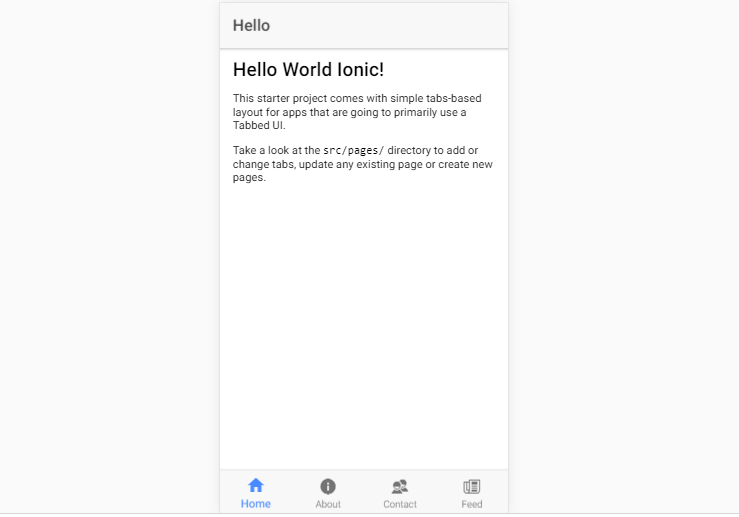 Hello
Hello World Ionic!
This starter project comes with simple tabs-based
layout for apps that are going to primarily use a
Tabbed UI.
Take a look at the src/pages/ directory to add or
change tabs, update any existing page or create new
pages.
Home About Contact Feed